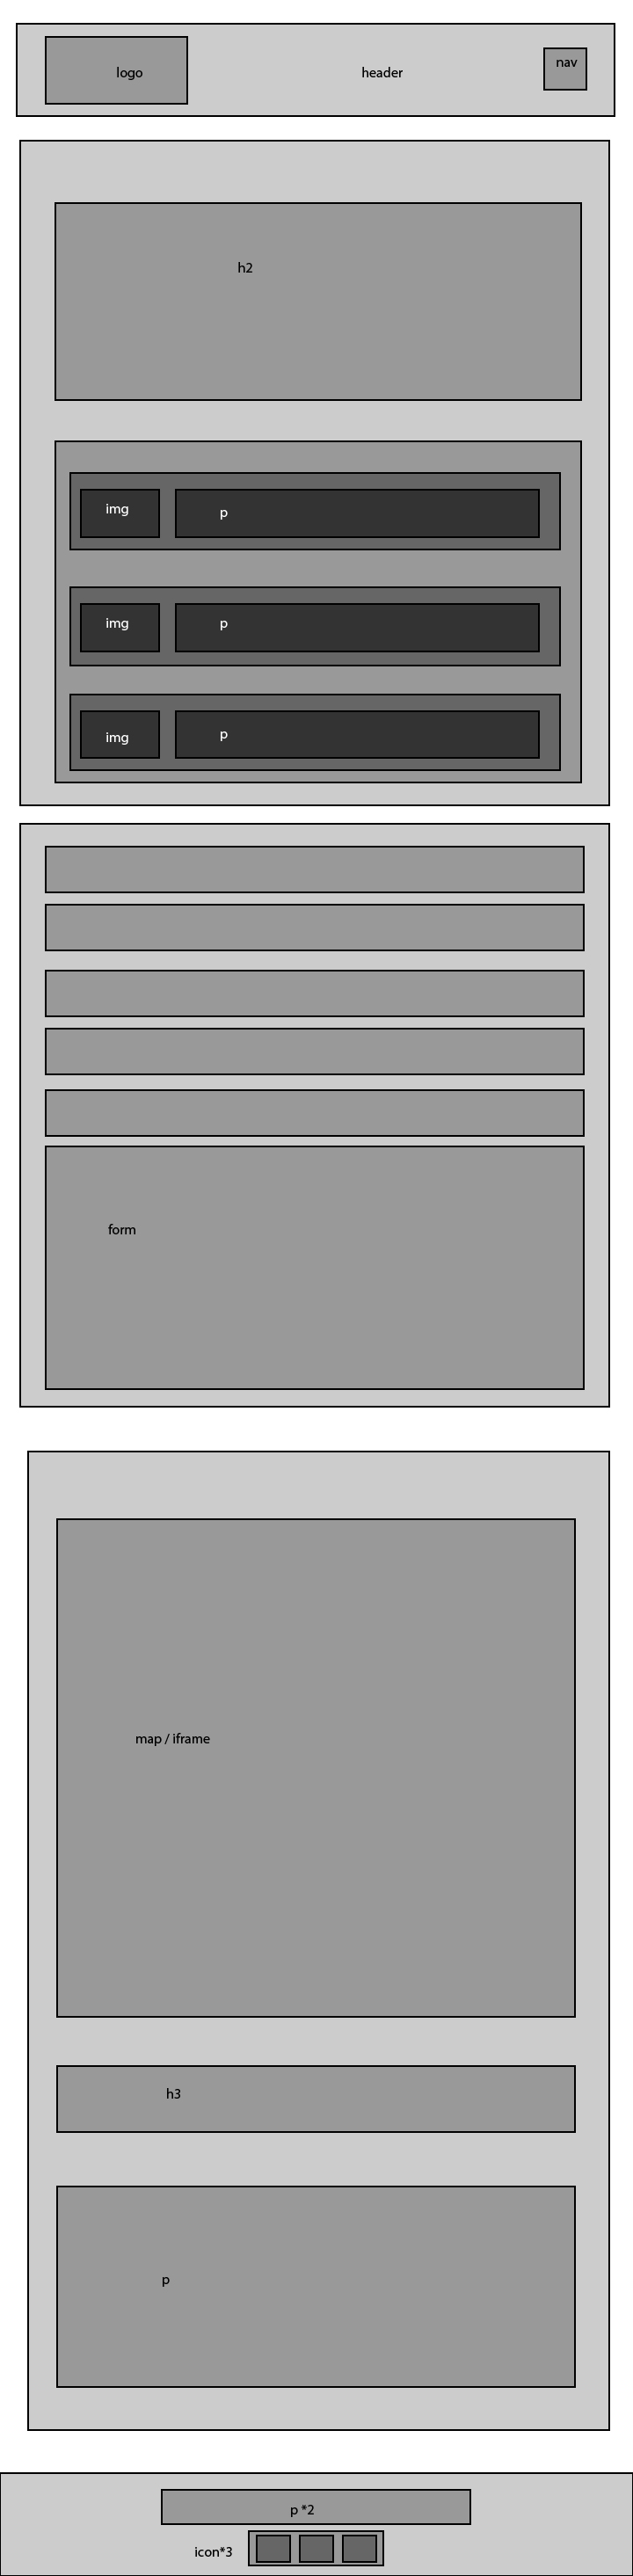 logo
header
nav
h2
img
p
img
p
img
p
form
map / iframe
h3
p
p *2
icon*3